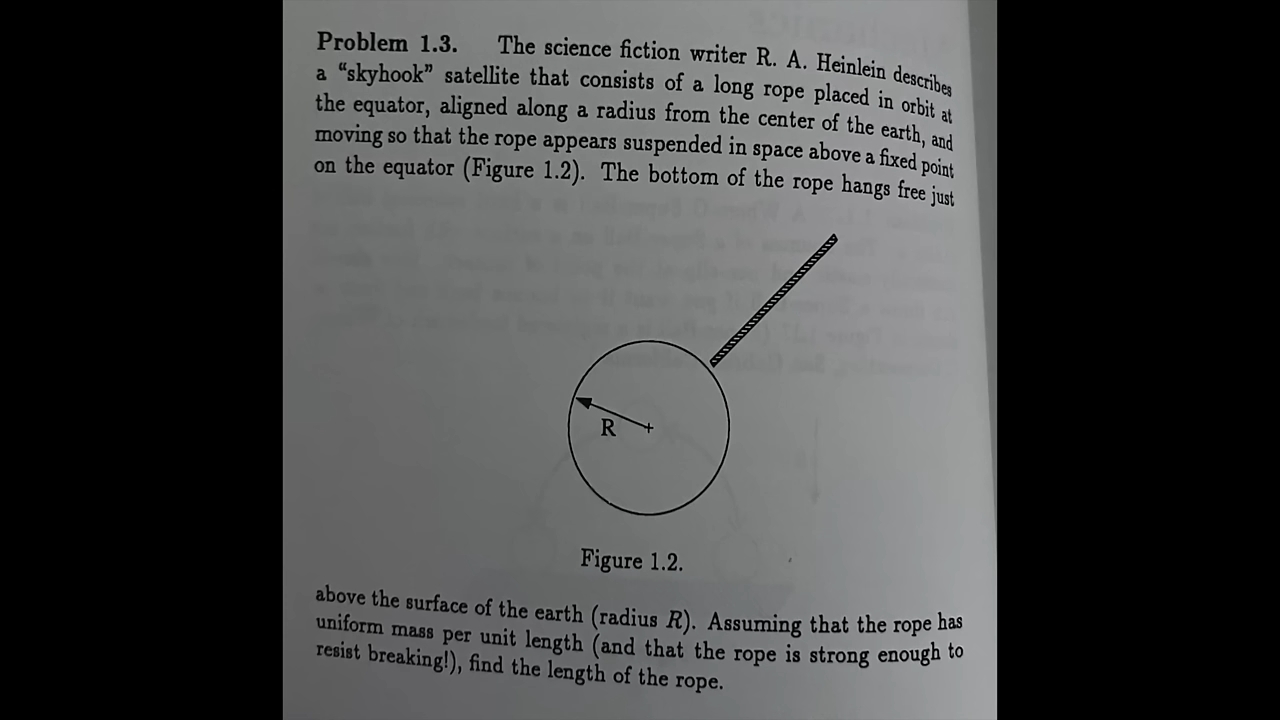 Problem 1.3. The science fiction writer R. A. Heinlein describes
a “skyhook” satellite that consists of a long rope placed in orbit at
the equator, aligned along a radius from the center of the earth, and
moving so that the rope appears suspended in space above a fixed point
on the equator (Figure 1.2). The bottom of the rope hangs free just
R
Figure 1.2.
above the surface of the earth (radius R). Assuming that the rope has
uniform mass per unit length (and that the rope is strong enough to
resist breaking!), find the length of the rope.